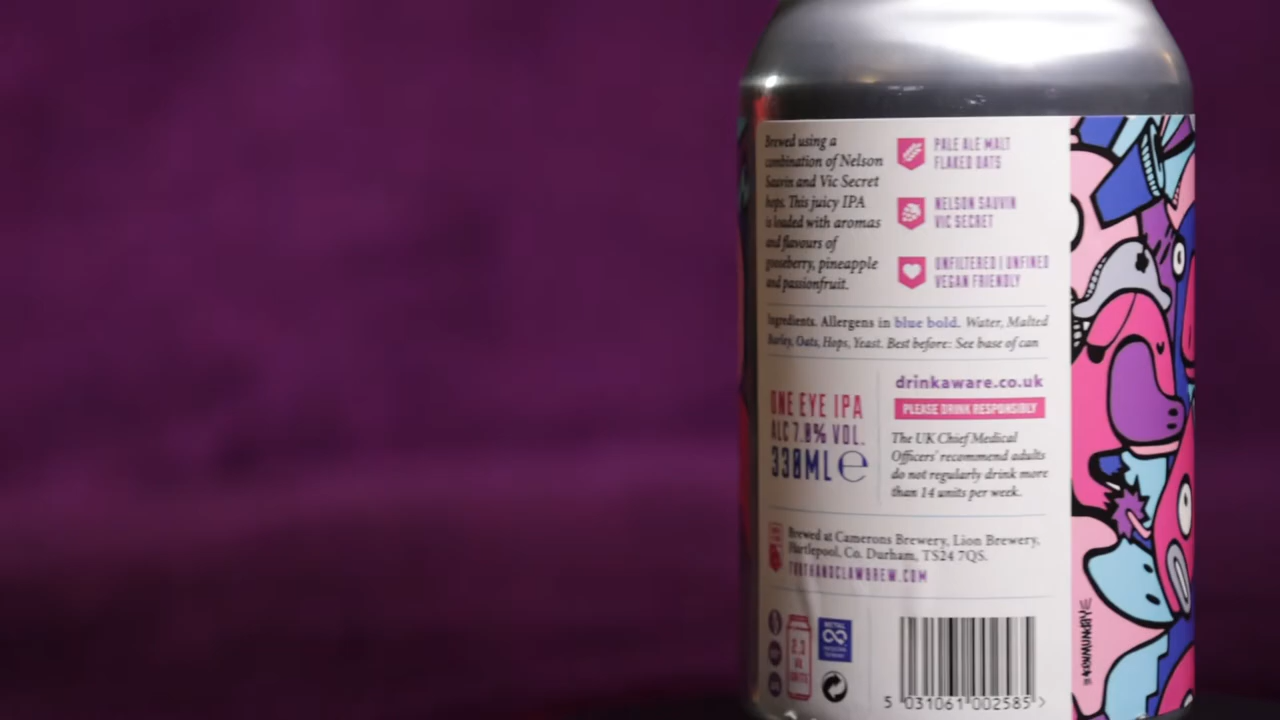 Brewed using a
combination of Nelson
Sauvin and Vic Secret
hops. This juicy IPA
is loaded with aromas
and flavours of
gooseberry, pineapple
and passionfruit.
PALE ALE MALT
FLAKED OATS
NELSON SAUVIN
VIC SECRET
UNFILTERED | UNFINED
VEGAN FRIENDLY
Ingredients. Allergens in blue bold. Water, Malted
Barley, Oats, Hops, Yeast. Best before: See base of can
ONE EYE IPA
ALC 7.0% VOL.
330ML e
drinkaware.co.uk
PLEASE DRINK RESPONSIBLY
The UK Chief Medical
Officers' recommend adults
do not regularly drink more
than 14 units per week.
Brewed at Camerons Brewery, Lion Brewery,
Hartlepool, Co. Durham, TS24 7QS.
TOOTHANDCLAWBREW.COM
2.3
UK
UNITS
METAL
5 031061 002585 >